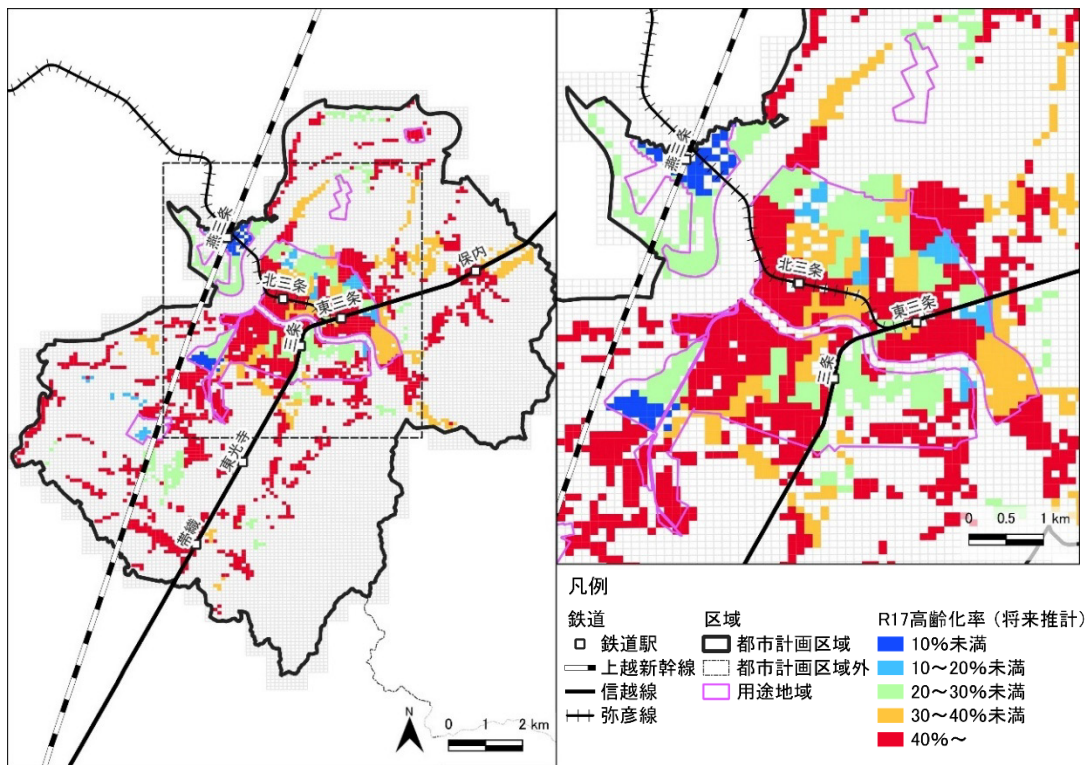 燕三条
北三条
東三条
保内
三条
東光寺
帯織
N
0 1 2 km
燕三条
北三条
東三条
三条
0 0.5 1 km
凡例
鉄道
鉄道駅
上越新幹線
信越線
弥彦線
区域
都市計画区域
都市計画区域外
用途地域
R17高齢化率（将来推計）
10%未満
10～20%未満
20～30%未満
30～40%未満
40%～